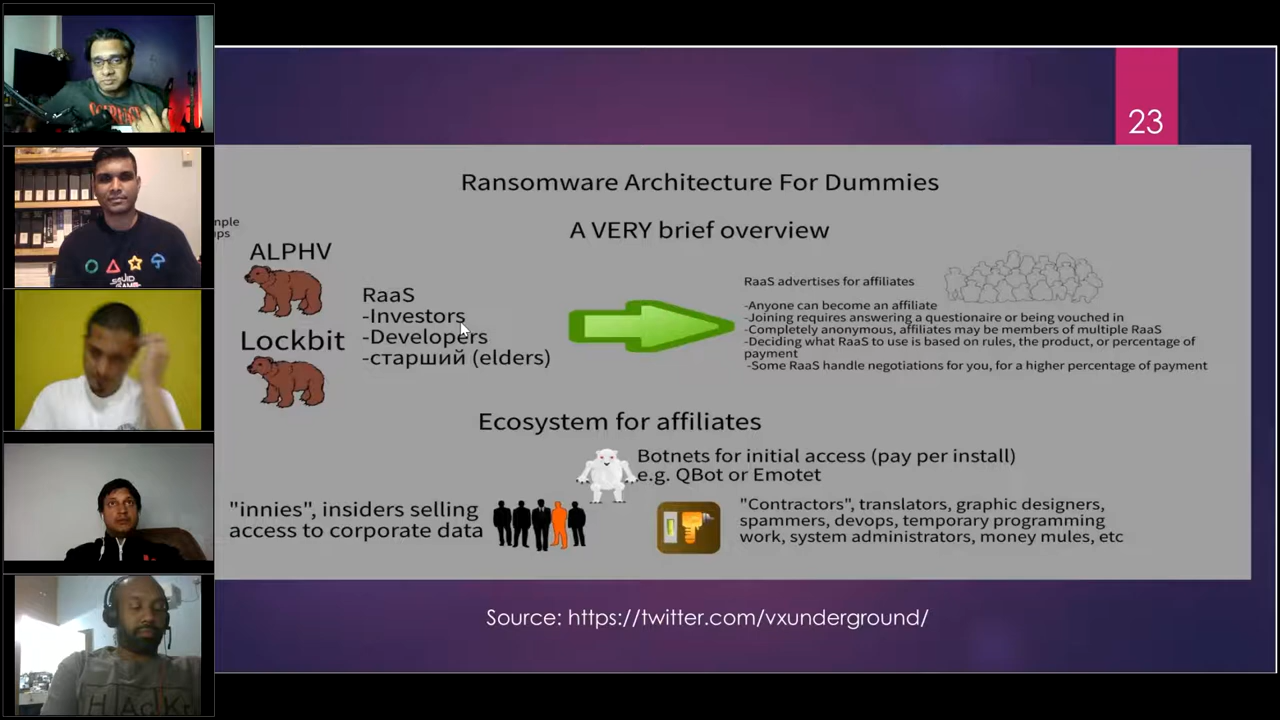 23
Ransomware Architecture For Dummies
A VERY brief overview
ALPHV
Lockbit
RaaS
-Investors
-Developers
-старший (elders)
RaaS advertises for affiliates
-Anyone can become an affiliate
-Joining requires answering a questionaire or being vouched in
-Completely anonymous, affiliates may be members of multiple RaaS
-Deciding what RaaS to use is based on rules, the product, or percentage of
payment
-Some RaaS handle negotiations for you, for a higher percentage of payment
Ecosystem for affiliates
Botnets for initial access (pay per install)
e.g. QBot or Emotet
"innies", insiders selling
access to corporate data
"Contractors", translators, graphic designers,
spammers, devops, temporary programming
work, system administrators, money mules, etc
Source: https://twitter.com/vxunderground/